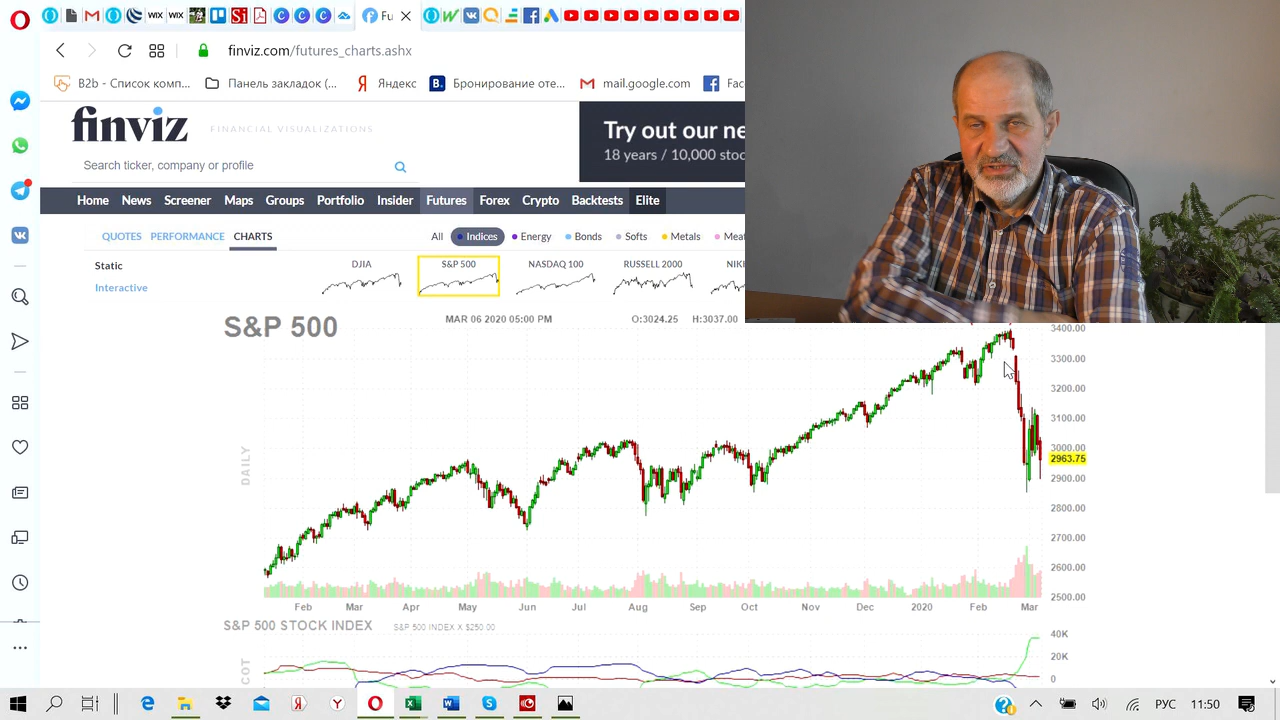 Fu
finviz.com/futures_charts.ashx
B2b - Список комп... Панель закладок (... Яндекс Бронирование оте... mail.google.com Fac
finviz FINANCIAL VISUALIZATIONS
Try out our ne
18 years / 10,000 stoc
Search ticker, company or profile
Home News Screener Maps Groups Portfolio Insider Futures Forex Crypto Backtests Elite
QUOTES PERFORMANCE CHARTS
All Indices Energy Bonds Softs Metals Meat
Static
Interactive
DJIA S&P 500 NASDAQ 100 RUSSELL 2000 NIKK
S&P 500
MAR 06 2020 05:00 PM O:3024.25 H:3037.00
3400.00
3300.00
3200.00
3100.00
3000.00
2963.75
2900.00
2800.00
2700.00
2600.00
2500.00
DAILY
Feb Mar Apr May Jun Jul Aug Sep Oct Nov Dec 2020 Feb Mar
S&P 500 STOCK INDEX S&P 500 INDEX X $250.00
COT
40K
20K
0
РУС 11:50